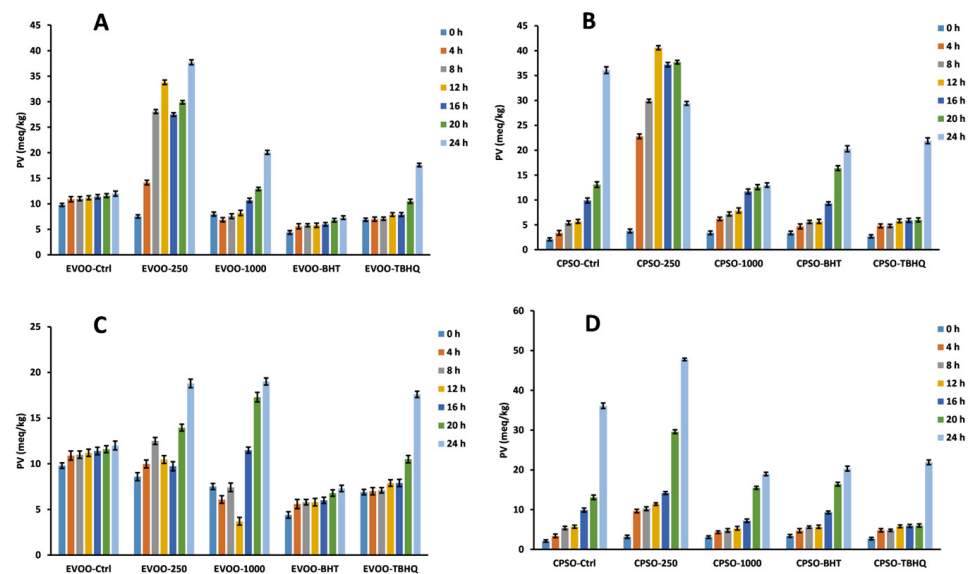 A
PV (meq/kg)
45
40
35
30
25
20
15
10
5
0
EVOO-Ctrl EVOO-250 EVOO-1000 EVOO-BHT EVOO-TBHQ
0 h
4 h
8 h
12 h
16 h
20 h
24 h
B
PV (meq/kg)
45
40
35
30
25
20
15
10
5
0
CPSO-Ctrl CPSO-250 CPSO-1000 CPSO-BHT CPSO-TBHQ
0 h
4 h
8 h
12 h
16 h
20 h
24 h
C
PV (meq/kg)
25
20
15
10
5
0
EVOO-Ctrl EVOO-250 EVOO-1000 EVOO-BHT EVOO-TBHQ
0 h
4 h
8 h
12 h
16 h
20 h
24 h
D
PV (meq/kg)
60
50
40
30
20
10
0
CPSO-Ctrl CPSO-250 CPSO-1000 CPSO-BHT CPSO-TBHQ
0 h
4 h
8 h
12 h
16 h
20 h
24 h